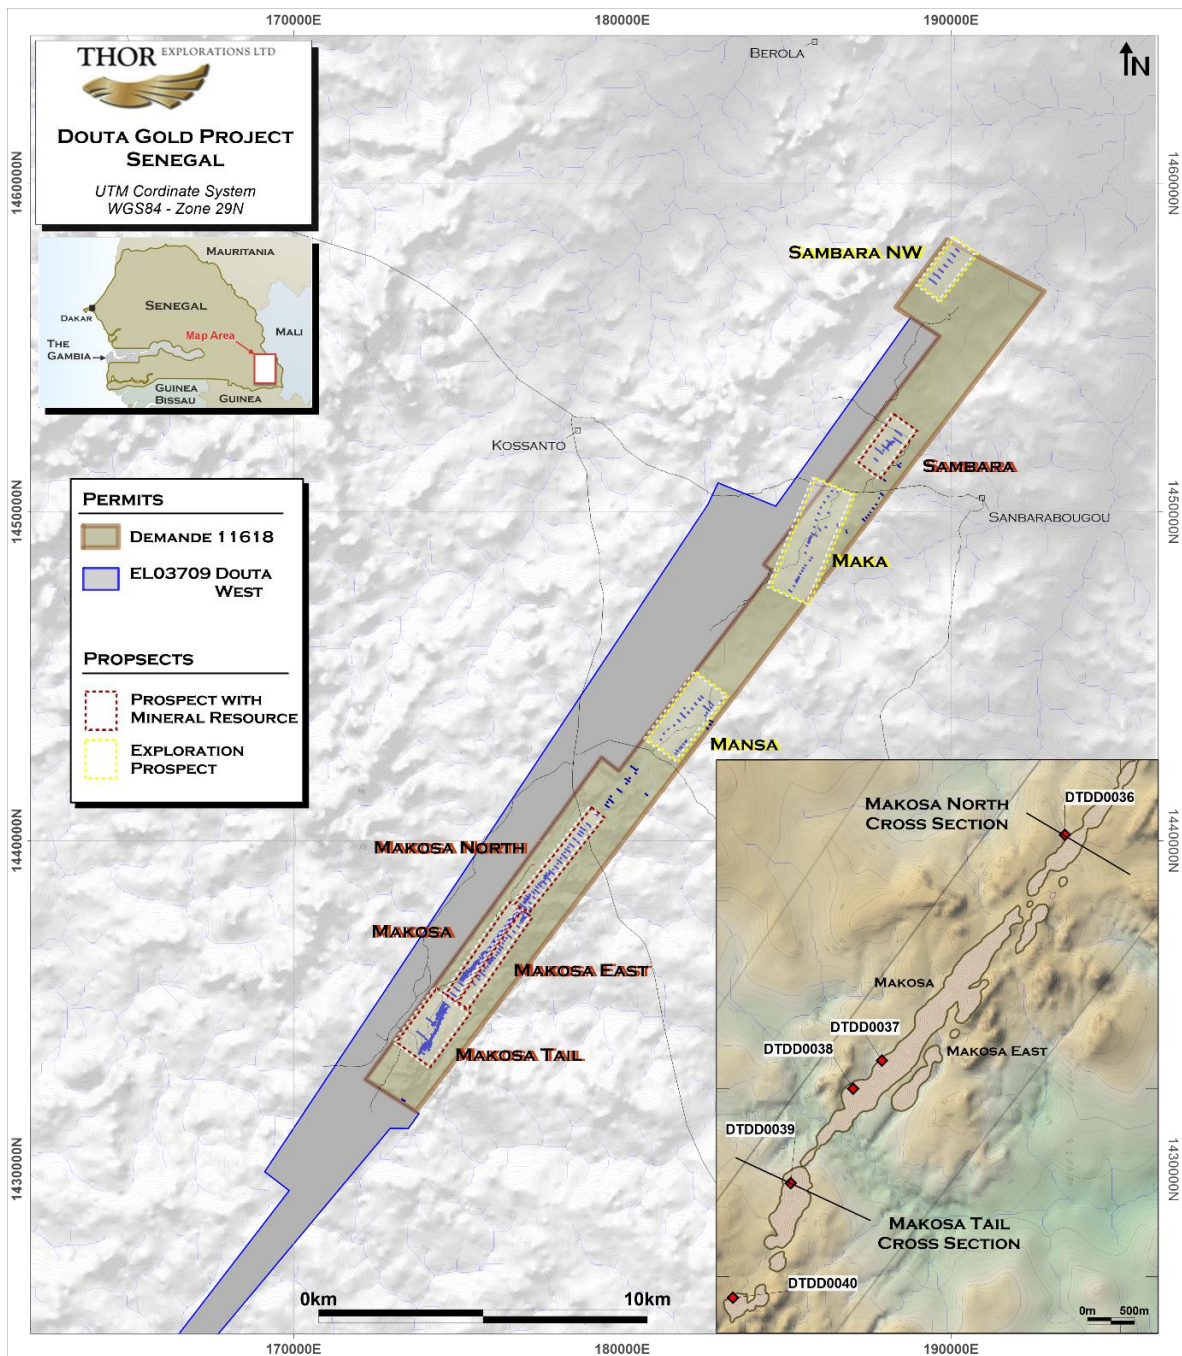 170000E
180000E
190000E
THOR EXPLORATIONS LTD
DOUTA GOLD PROJECT
SENEGAL
UTM Cordinate System
WGS84 - Zone 29N
N
BEROLA
1460000N
1460000N
MAURITANIA
SENEGAL
DAKAR
MALI
Map Area
THE
GAMBIA
GUINEA
BISSAU
GUINEA
SAMBARA NW
KOSSANTO
SAMBARA
1450000N
1450000N
SANBARABOUGOU
MAKA
PERMITS
DEMANDE 11618
EL03709 DOUTA
WEST
PROPSECTS
PROSPECT WITH
MINERAL RESOURCE
EXPLORATION
PROSPECT
MANSA
1440000N
1440000N
MAKOSA NORTH
MAKOSA
MAKOSA EAST
MAKOSA TAIL
MAKOSA NORTH
CROSS SECTION
DTDD0036
MAKOSA
DTDD0037
DTDD0038
MAKOSA EAST
DTDD0039
MAKOSA TAIL
CROSS SECTION
DTDD0040
0m 500m
1430000N
1430000N
0km 10km
170000E
180000E
190000E